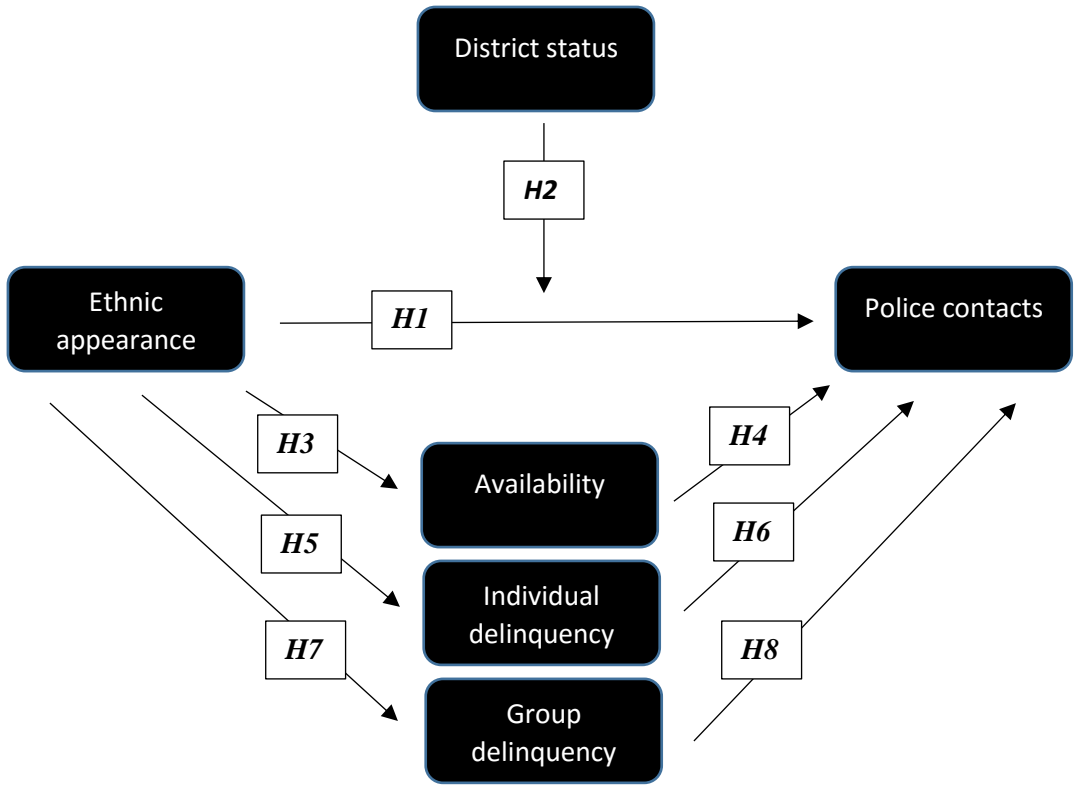 District status
H2
Ethnic
appearance
H1
Police contacts
H3
H4
Availability
H5
H6
Individual
delinquency
H7
H8
Group
delinquency